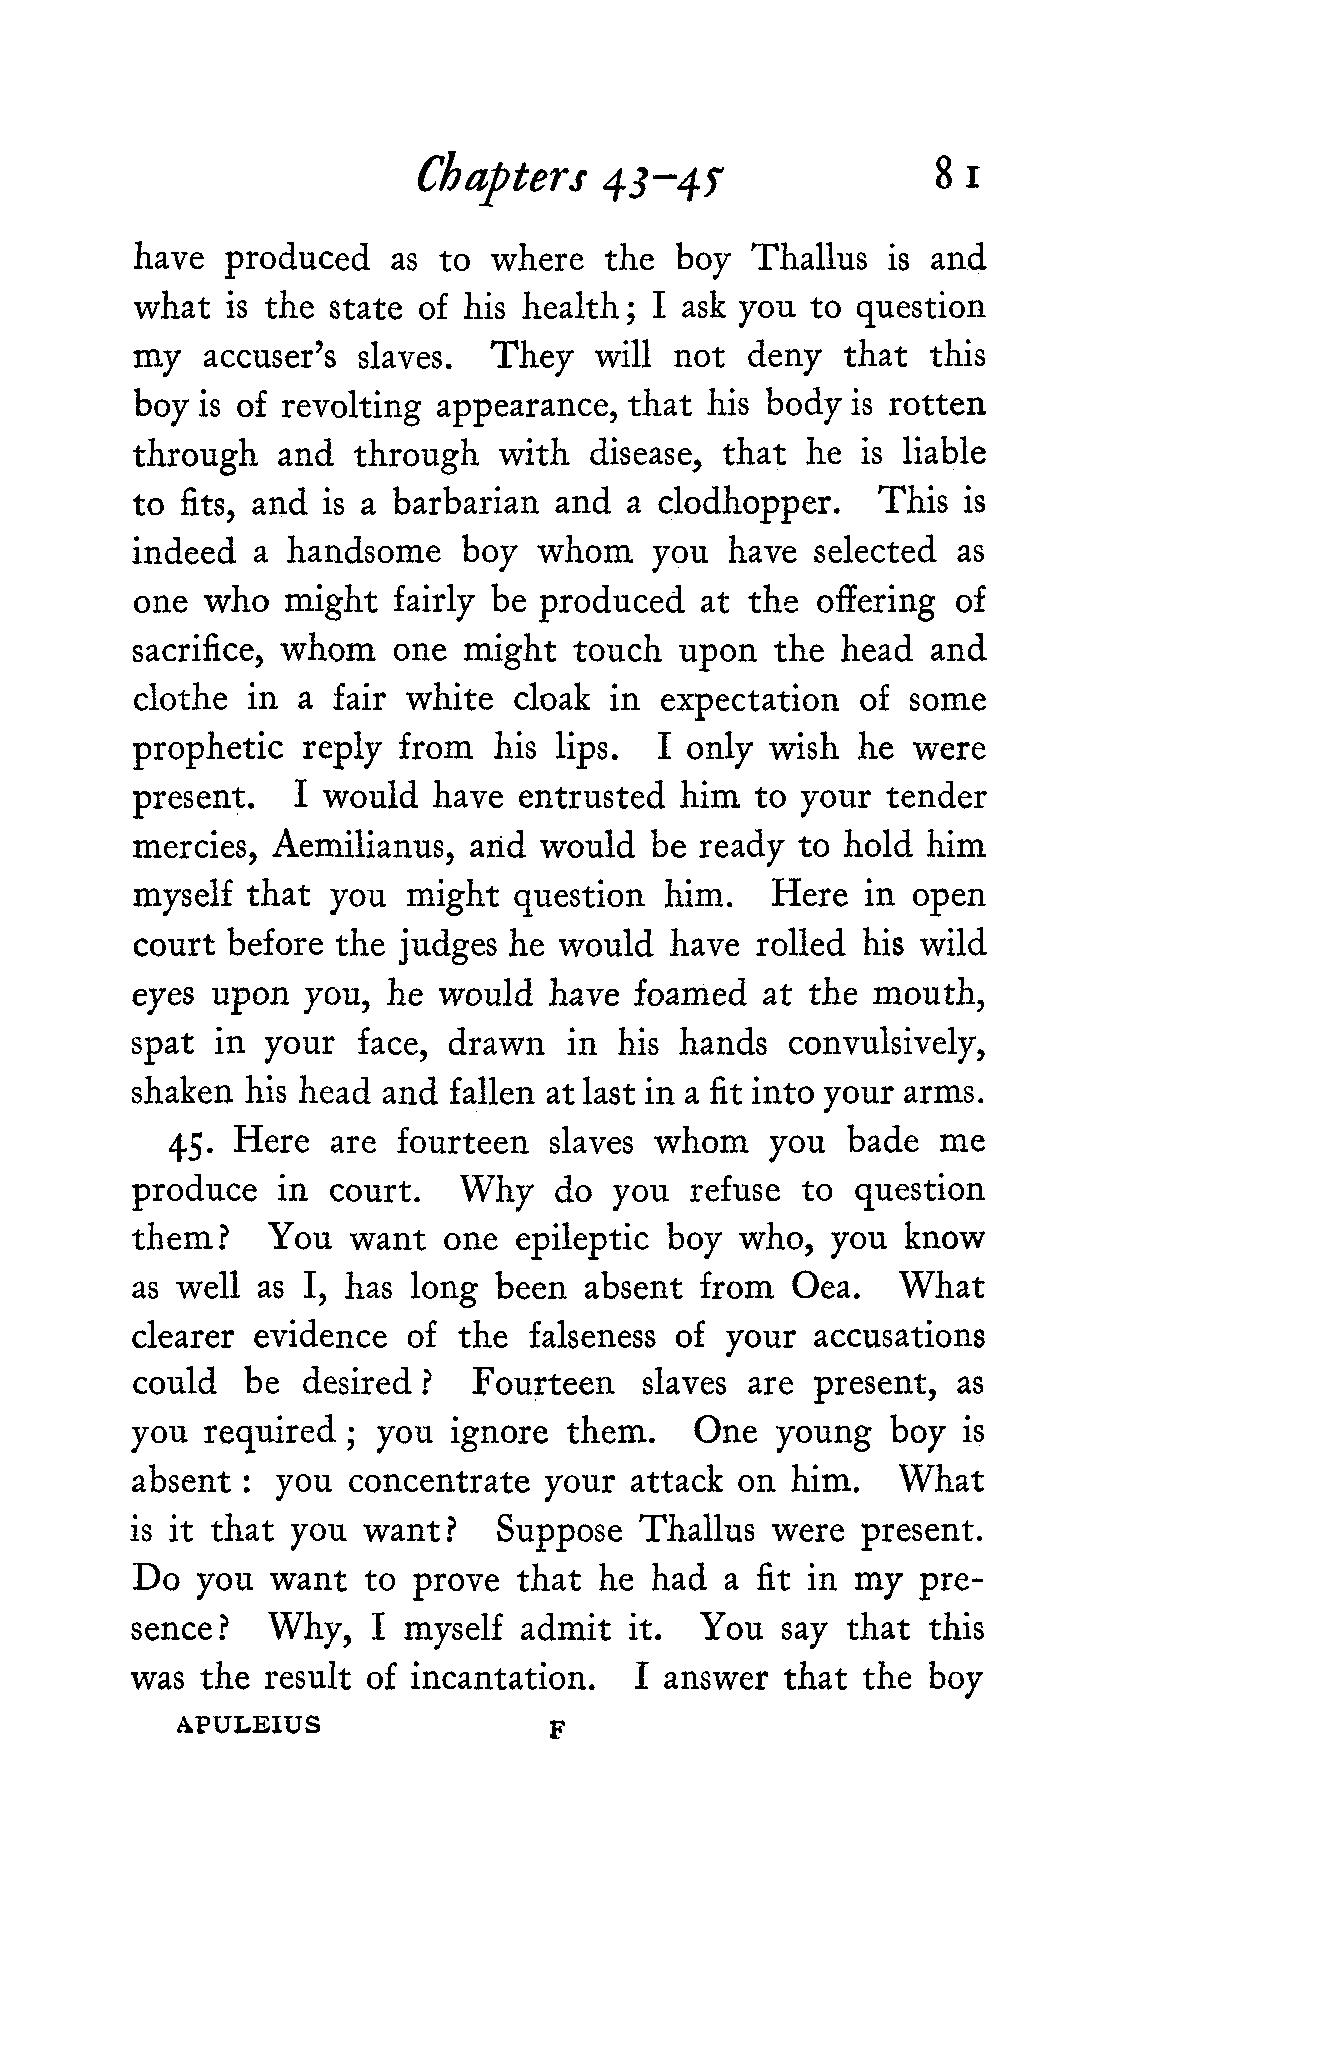 Chapters 43-45 81
have produced as to where the boy Thallus is and
what is the state of his health; I ask you to question
my accuser's slaves. They will not deny that this
boy is of revolting appearance, that his body is rotten
through and through with disease, that he is liable
to fits, and is a barbarian and a clodhopper. This is
indeed a handsome boy whom you have selected as
one who might fairly be produced at the offering of
sacrifice, whom one might touch upon the head and
clothe in a fair white cloak in expectation of some
prophetic reply from his lips. I only wish he were
present. I would have entrusted him to your tender
mercies, Aemilianus, and would be ready to hold him
myself that you might question him. Here in open
court before the judges he would have rolled his wild
eyes upon you, he would have foamed at the mouth,
spat in your face, drawn in his hands convulsively,
shaken his head and fallen at last in a fit into your arms.
45. Here are fourteen slaves whom you bade me
produce in court. Why do you refuse to question
them? You want one epileptic boy who, you know
as well as I, has long been absent from Oea. What
clearer evidence of the falseness of your accusations
could be desired? Fourteen slaves are present, as
you required; you ignore them. One young boy is
absent: you concentrate your attack on him. What
is it that you want? Suppose Thallus were present.
Do you want to prove that he had a fit in my pre-
sence? Why, I myself admit it. You say that this
was the result of incantation. I answer that the boy
APULEIUS F